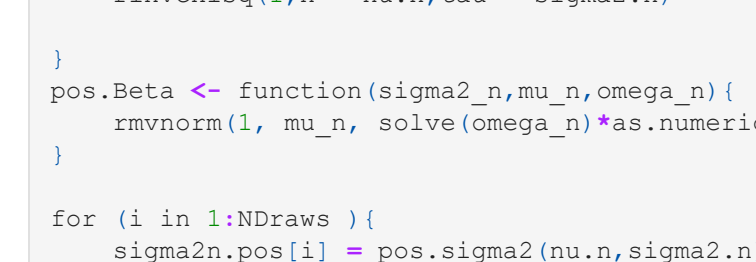 }
pos.Beta <- function(sigma2_n,mu_n,omega_n){
    rmvnorm(1, mu_n, solve(omega_n)*as.numeric
}
for (i in 1:NDraws ){
    sigma2n.pos[i] = pos.sigma2(nu.n,sigma2.n